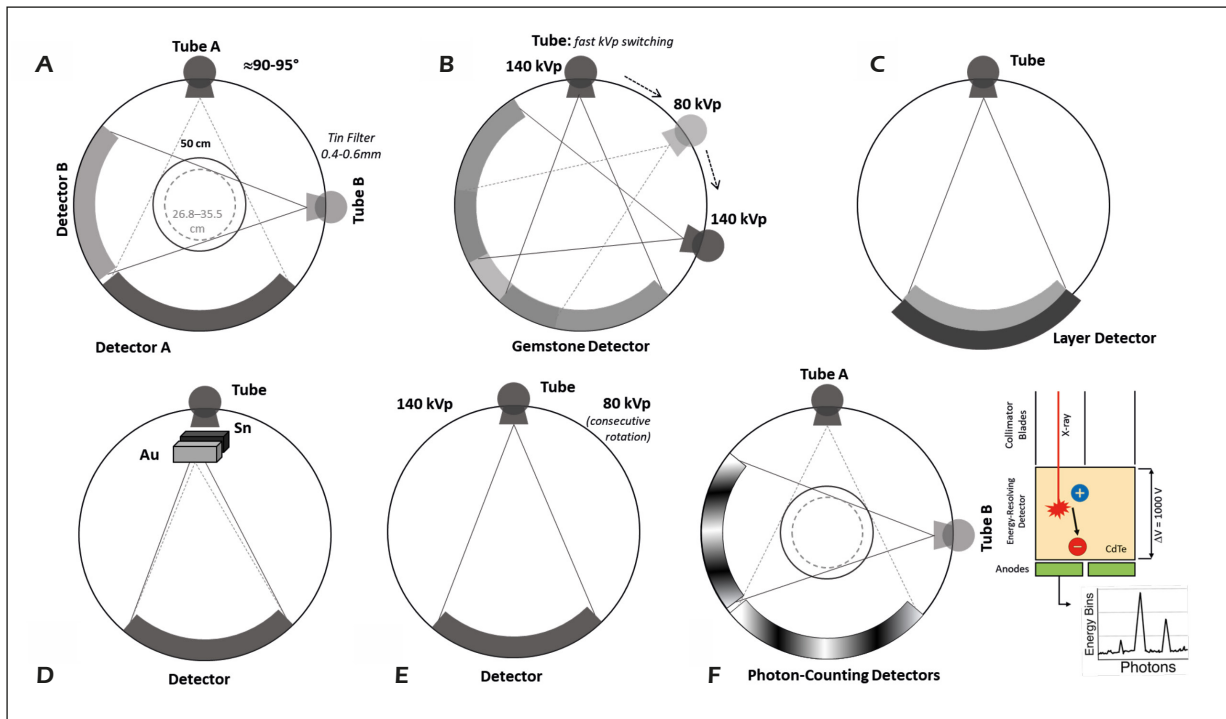 A
Tube A
≈90-95°
Tin Filter
0.4-0.6mm
50 cm
26.8–35.5
cm
Detector B
Tube B
Detector A
B
Tube: fast kVp switching
140 kVp
80 kVp
140 kVp
Gemstone Detector
C
Tube
Layer Detector
Tube
Sn
Au
D
Detector
140 kVp
Tube
80 kVp
(consecutive
rotation)
E
Detector
Tube A
Tube B
F
Photon-Counting Detectors
Collimator
Blades
X-ray
Energy-Resolving
Detector
+
−
CdTe
ΔV = 1000 V
Anodes
Energy Bins
Photons